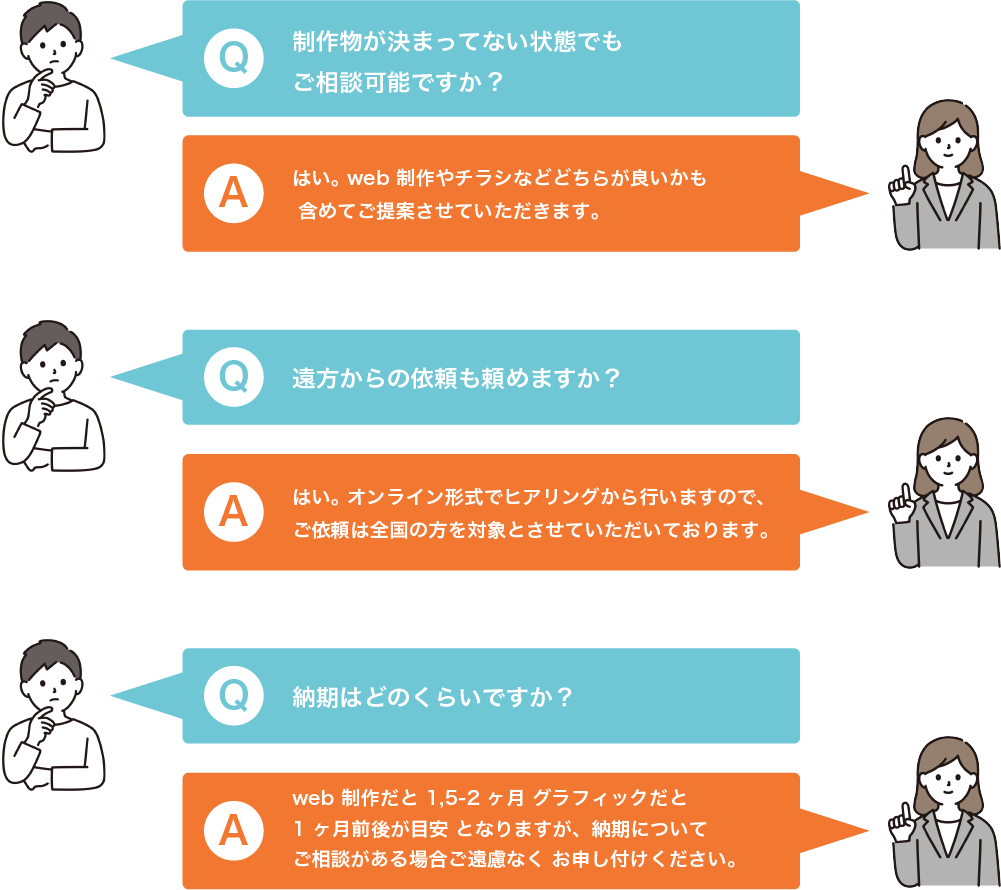 Q
制作物が決まってない状態でも
ご相談可能ですか？
A
はい。web 制作やチラシなどどちらが良いかも
含めてご提案させていただきます。
Q
遠方からの依頼も頼めますか？
A
はい。オンライン形式でヒアリングから行いますので、
ご依頼は全国の方を対象とさせていただいております。
Q
納期はどのくらいですか？
A
web 制作だと 1,5-2 ヶ月 グラフィックだと
1 ヶ月前後が目安 となりますが、納期について
ご相談がある場合ご遠慮なく お申し付けください。